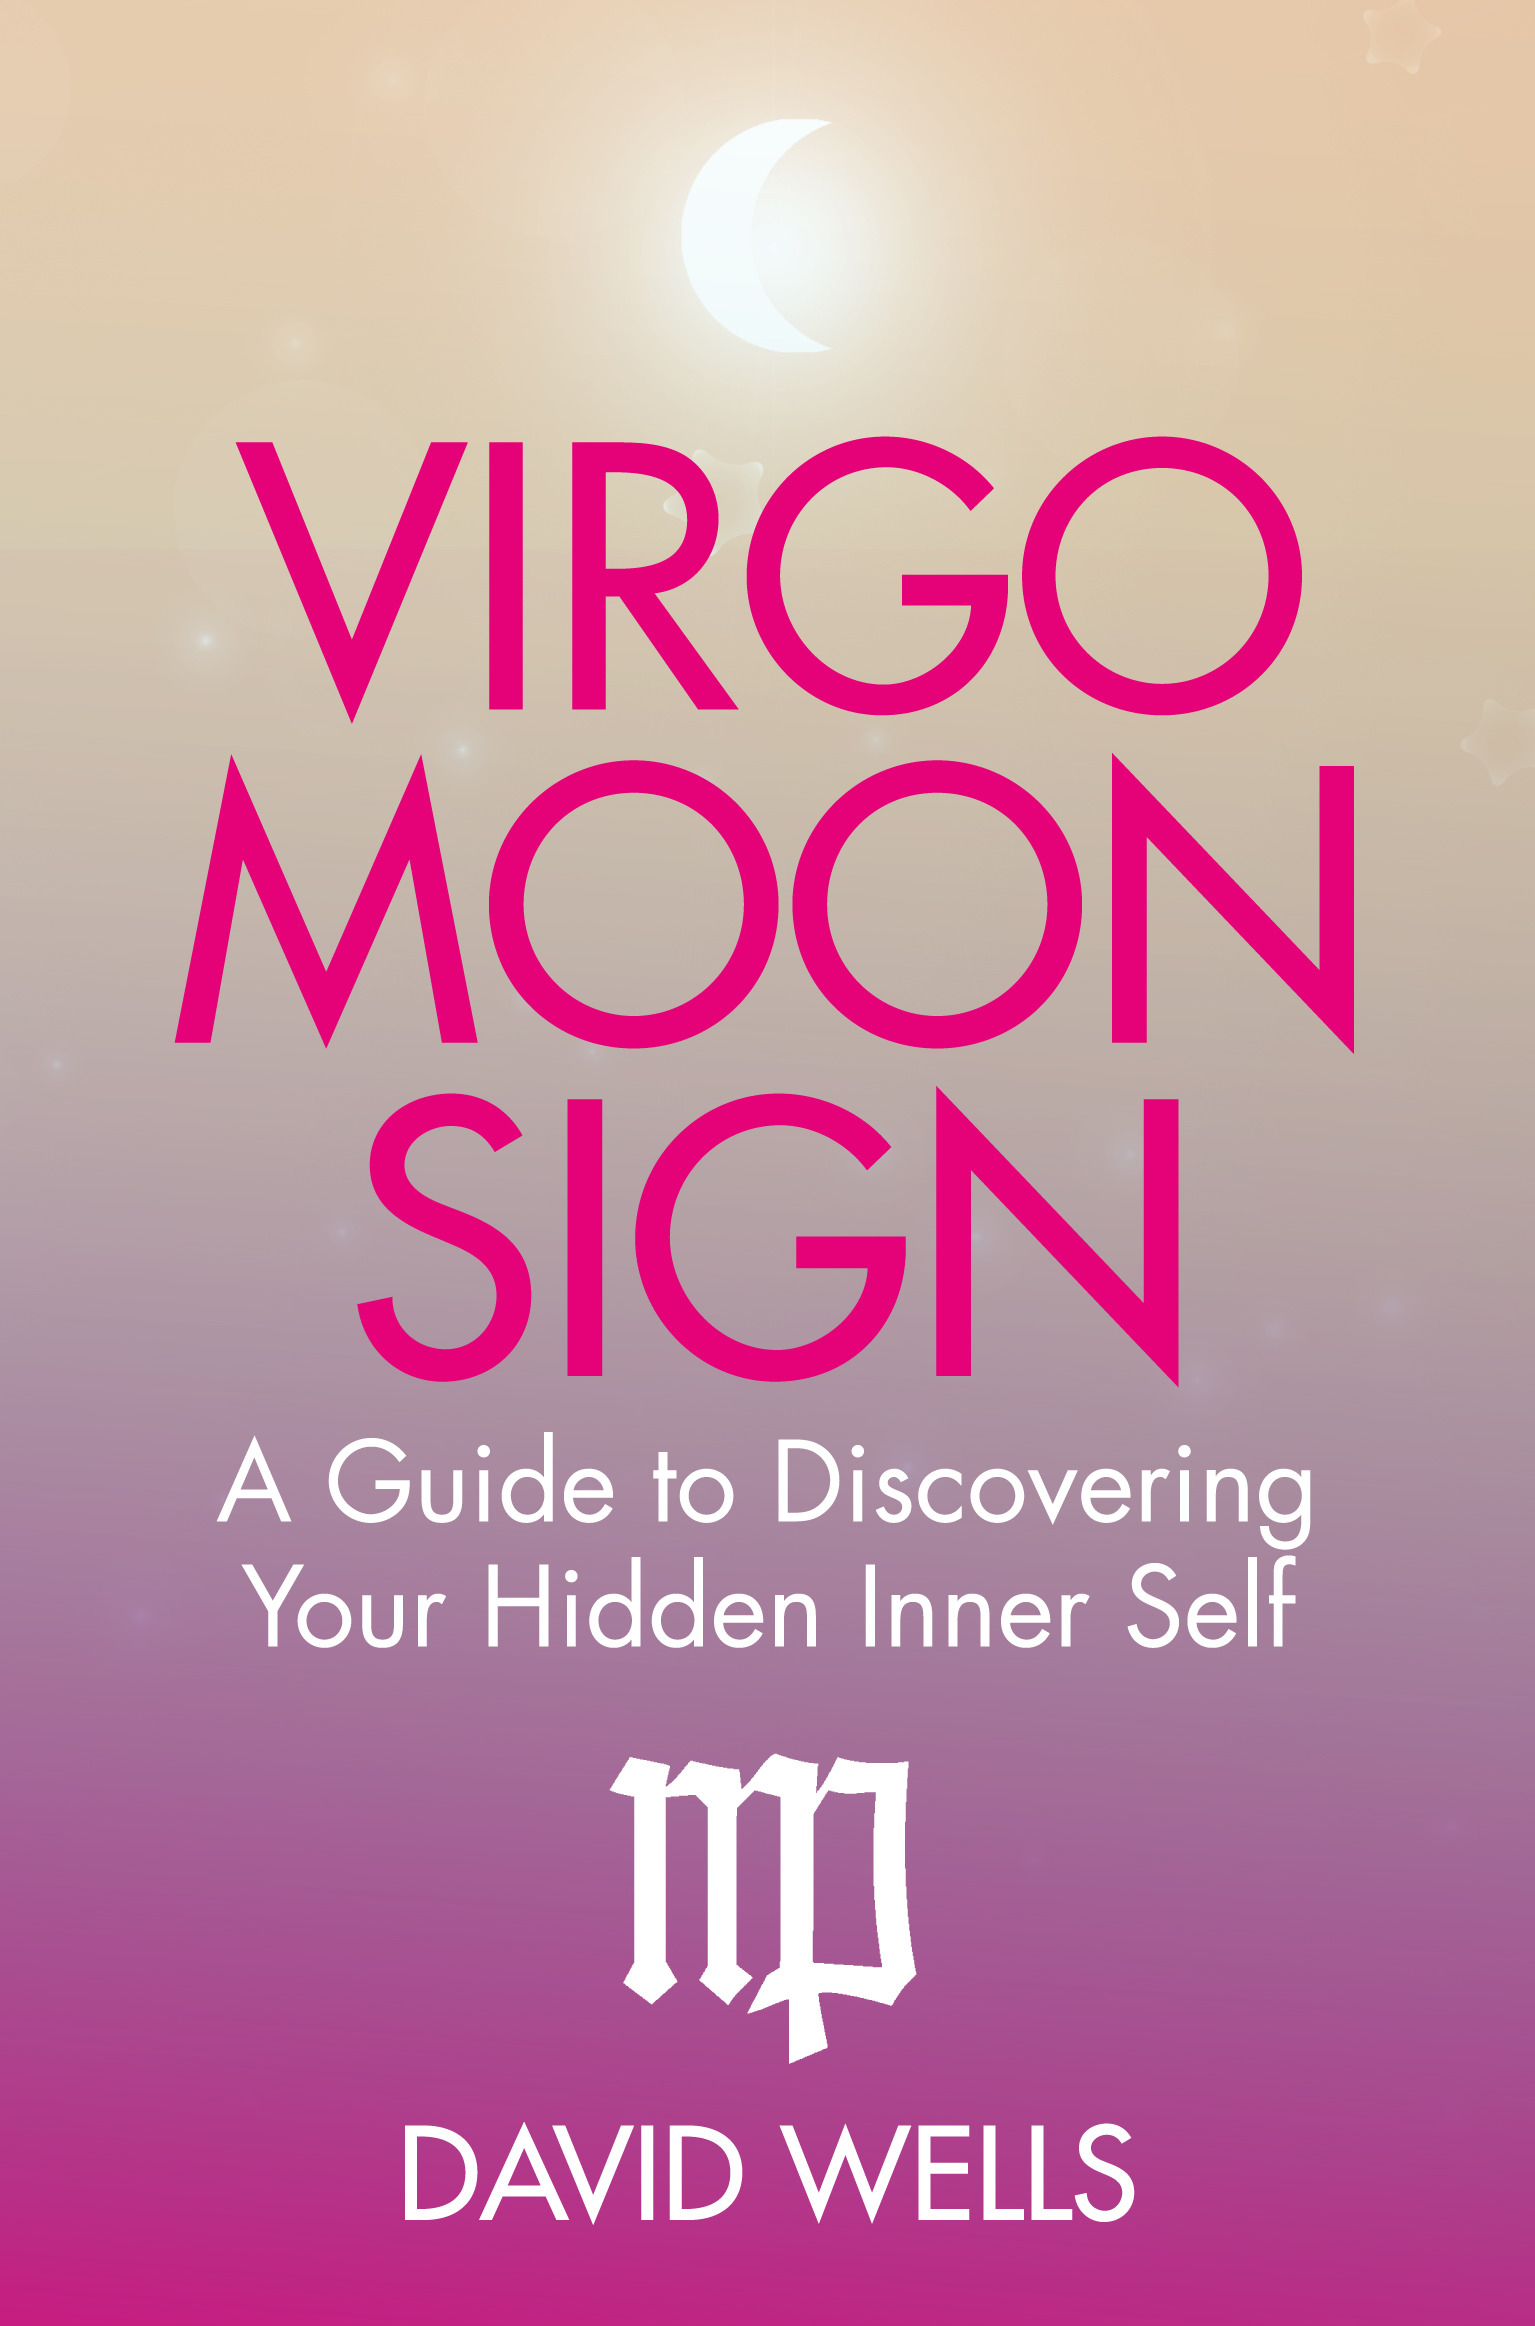 VIRGO
MOON
SIGN
A Guide to Discovering
Your Hidden Inner Self
DAVID WELLS